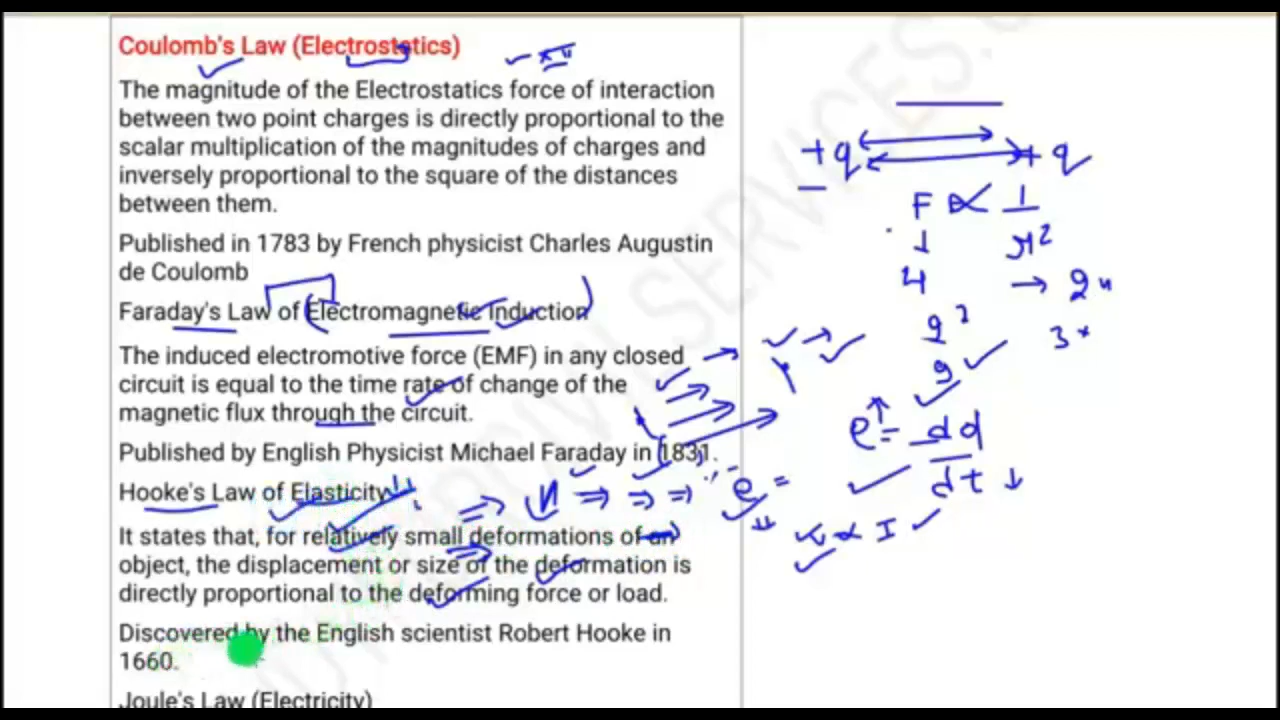 Coulomb's Law (Electrostatics)
The magnitude of the Electrostatics force of interaction
between two point charges is directly proportional to the
scalar multiplication of the magnitudes of charges and
inversely proportional to the square of the distances
between them.
Published in 1783 by French physicist Charles Augustin
de Coulomb
Faraday's Law of Electromagnetic Induction
The induced electromotive force (EMF) in any closed
circuit is equal to the time rate of change of the
magnetic flux through the circuit.
Published by English Physicist Michael Faraday in 1831.
Hooke's Law of Elasticity
It states that, for relatively small deformations of an
object, the displacement or size of the deformation is
directly proportional to the deforming force or load.
Discovered by the English scientist Robert Hooke in
1660.
Joule's Law (Electricity)
+q +q
F ∝ 1
r²
4 → 2
3
9
e = dd
dt
e =
∝ I